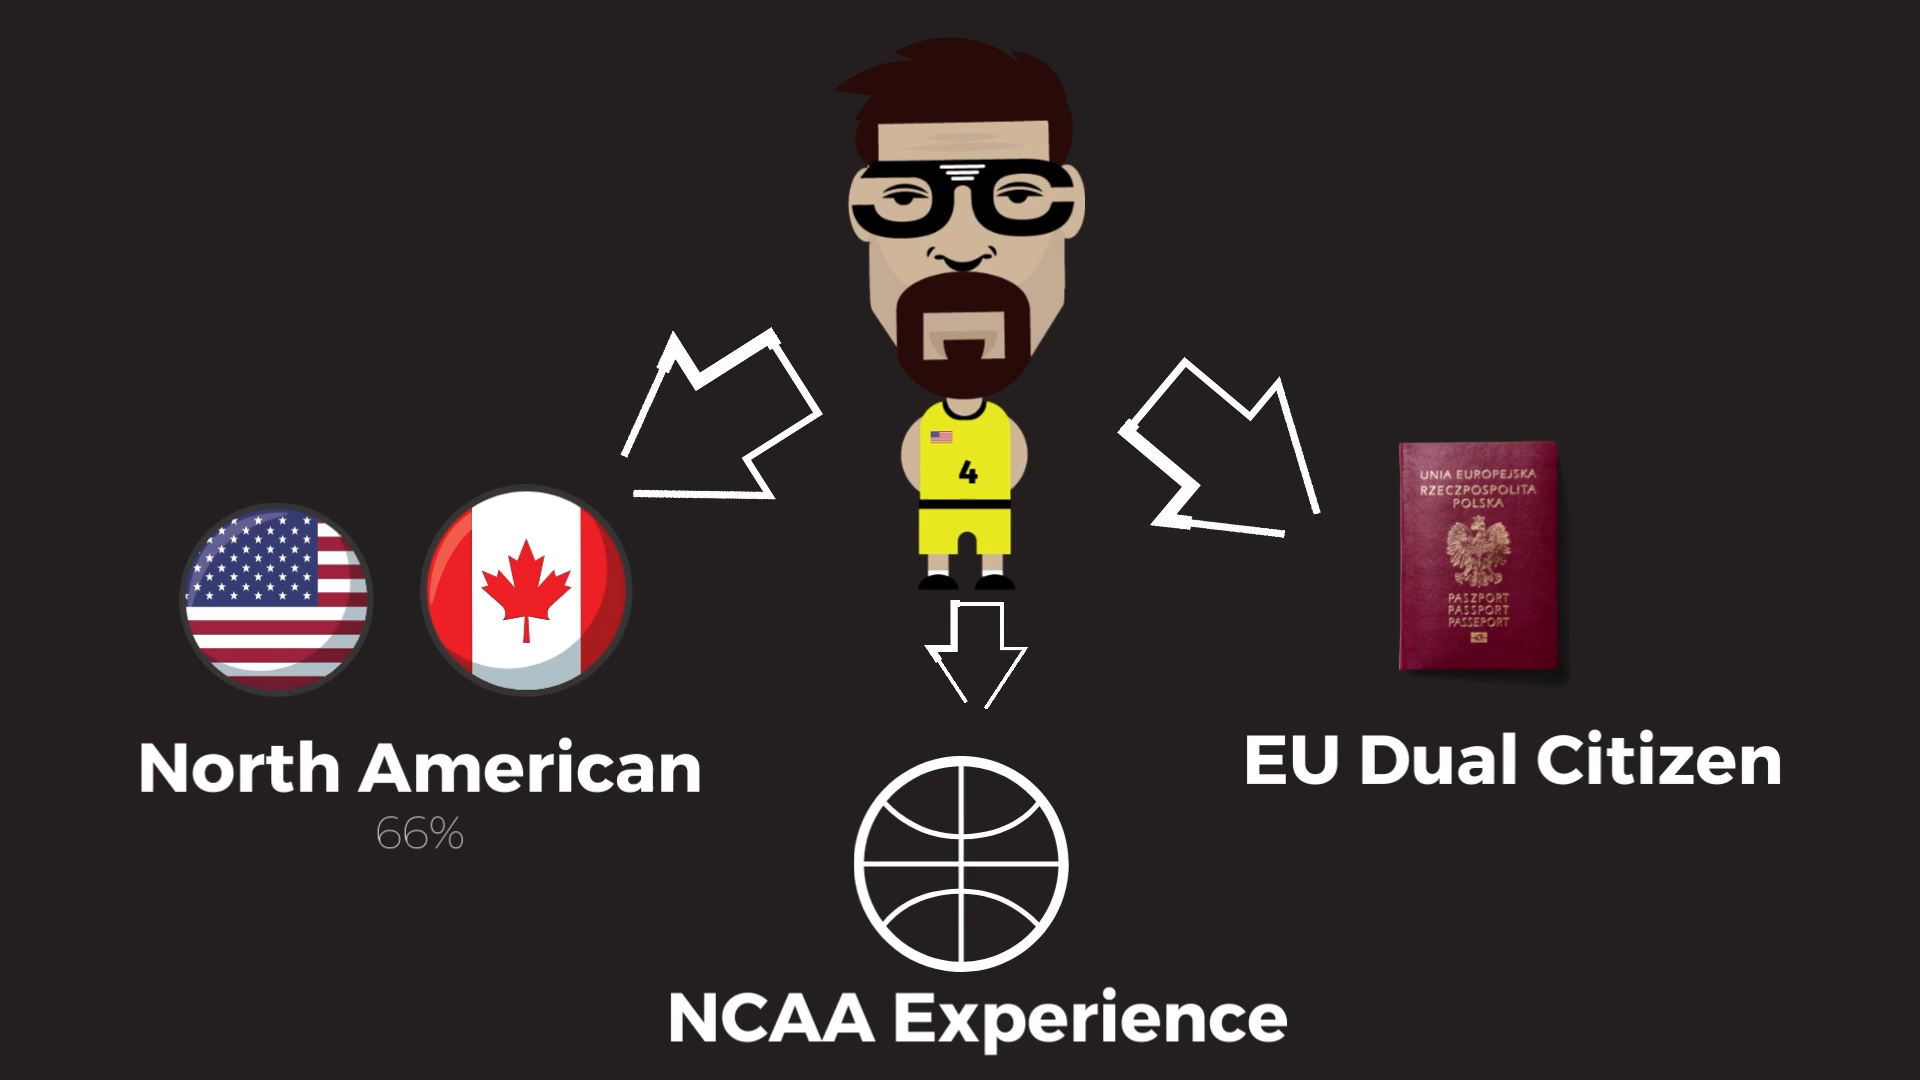 4
UNIA EUROPEJSKA
RZECZPOSPOLITA
POLSKA
PASZPORT
PASSPORT
PASSEPORT
North American
66%
EU Dual Citizen
NCAA Experience